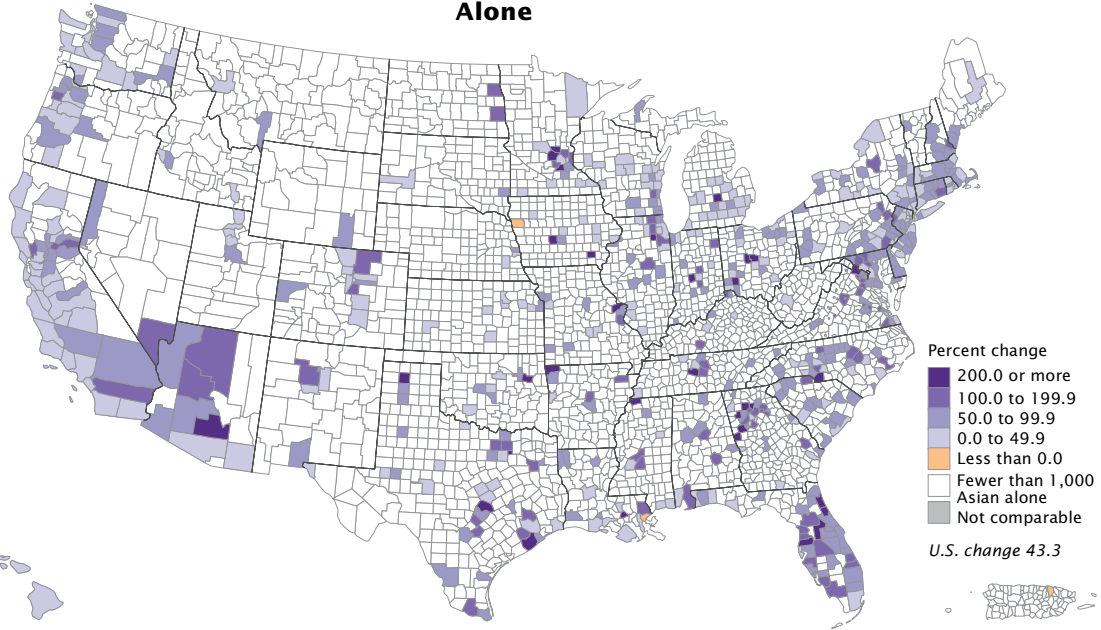 Alone
Percent change
200.0 or more
100.0 to 199.9
50.0 to 99.9
0.0 to 49.9
Less than 0.0
Fewer than 1,000
Asian alone
Not comparable
U.S. change 43.3